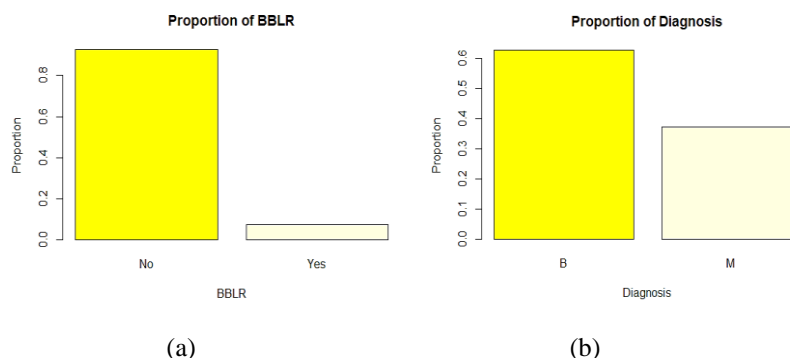 Proportion of BBLR
Proportion
0.0 0.2 0.4 0.6 0.8
No Yes
BBLR
(a)
Proportion of Diagnosis
Proportion
0.0 0.1 0.2 0.3 0.4 0.5 0.6
B M
Diagnosis
(b)